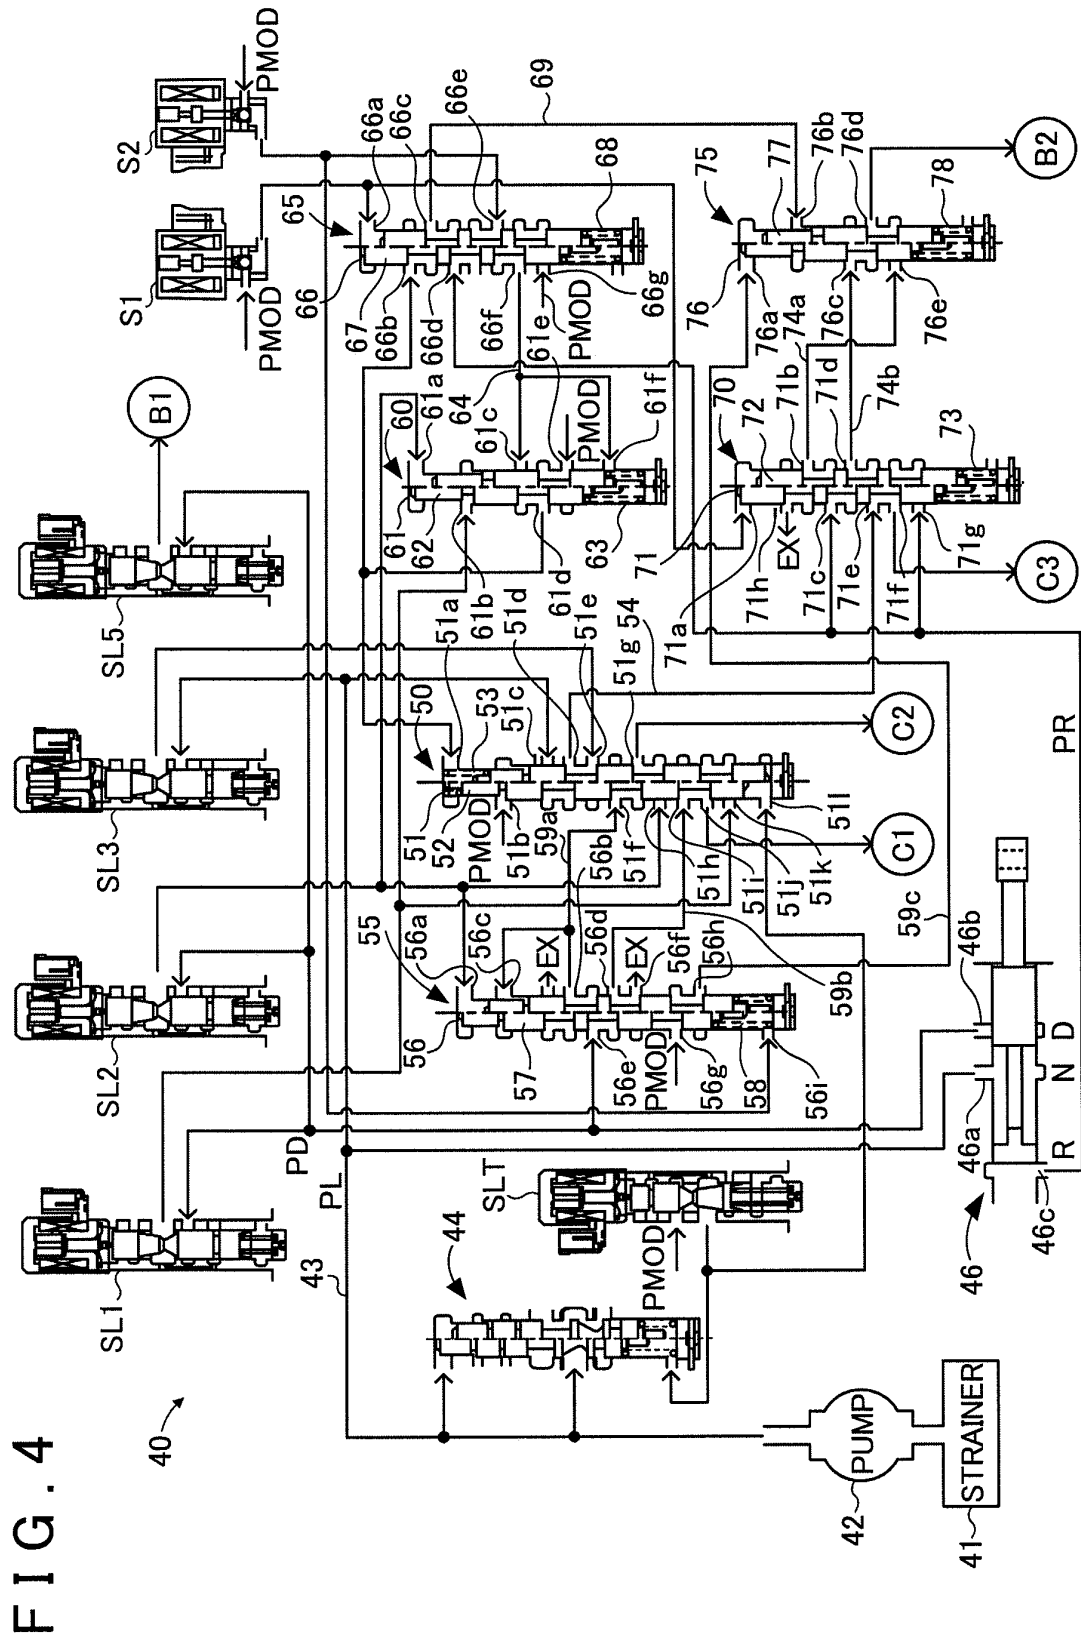 FIG. 4
40
S2
PMOD
S1
PMOD
B1
SL5
SL3
SL2
SL1
PD
PL
43
65
66a
66c
66e
69
66
67
66b
66d
66f
61e
PMOD
66g
68
60
61a
64
61c
PMOD
61f
61
62
61b
61d
63
75
77
76b
76d
78
B2
76
76a
74a
76c
76e
70
72
71b
71d
74b
73
71
71a
71h
EX
71c
71e
71f
71g
C3
50
51a
53
51c
51d
51e
51g
54
C2
51
52
PMOD
51b
59a
51f
51h
51i
51j
51k
51l
C1
55
56a
56c
EX
56b
56d
EX
56f
56h
59b
59c
56
57
56e
PMOD
56g
58
56i
SLT
PMOD
44
46
46a
46b
46c
R
N
D
PR
PUMP
42
STRAINER
41